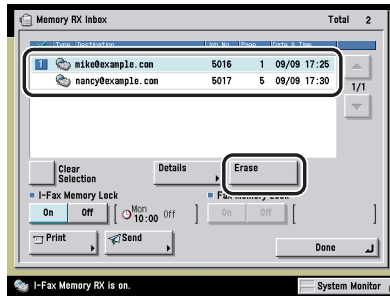 Memory RX Inbox Total 2
Type Destination Job No. Page Date & Time
1 mike@example.com 5016 1 09/09 17:25
nancy@example.com 5017 5 09/09 17:30
1/1
Clear Selection
Details
Erase
I-Fax Memory Lock
Fax Memory Lock
On Off [ Mon 10:00 Off ] On Off [ ]
Print Send
Done
I-Fax Memory RX is on. System Monitor